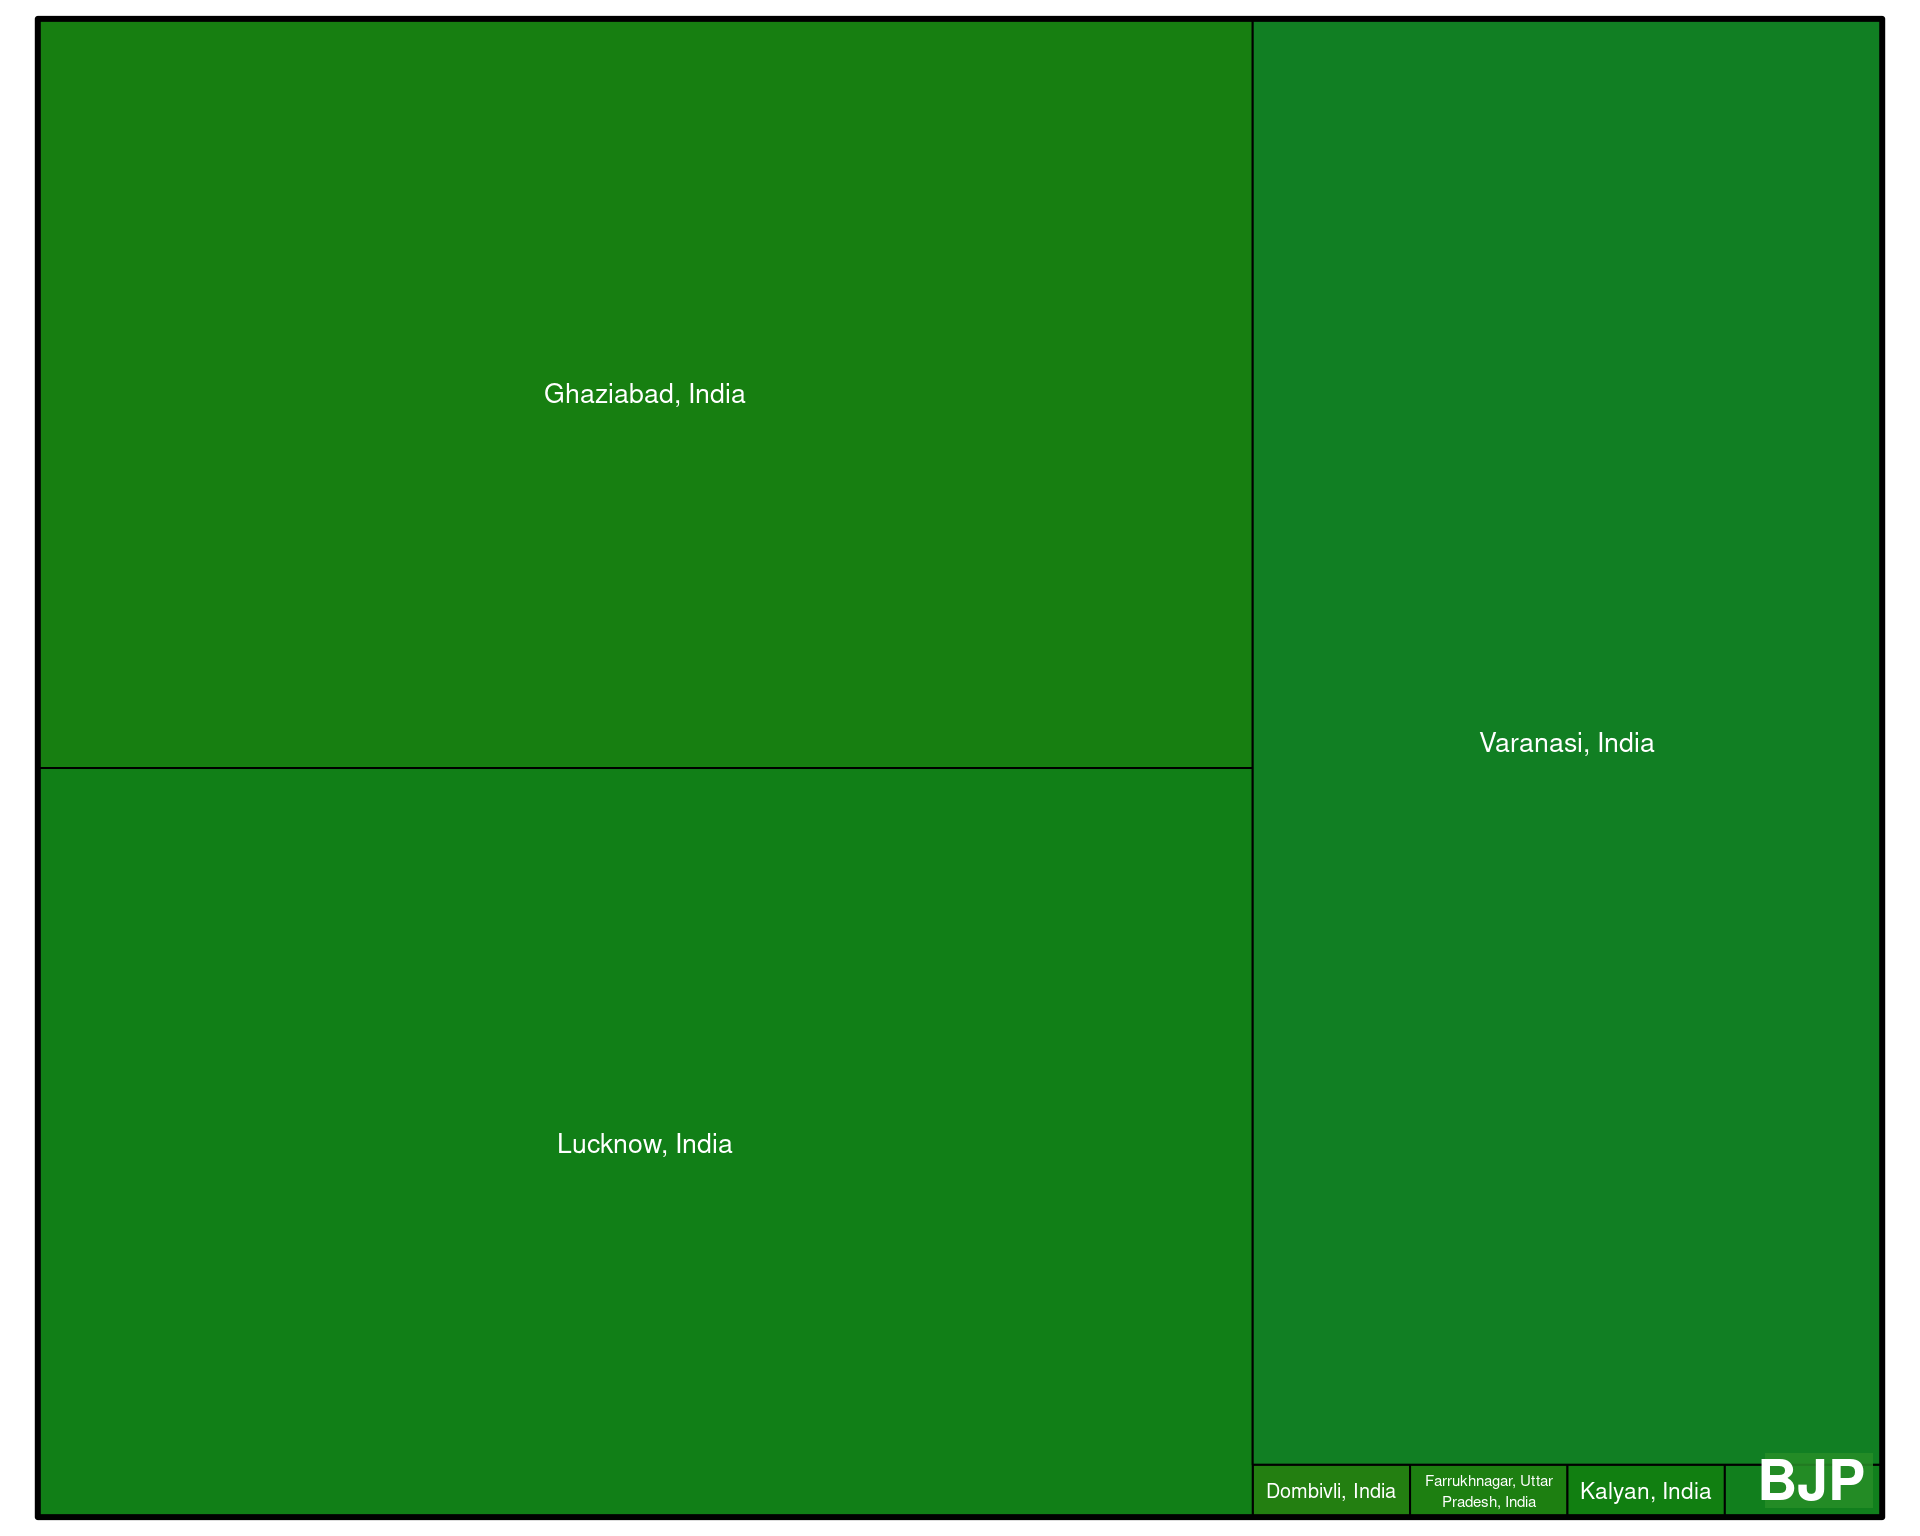 Ghaziabad, India
Varanasi, India
Lucknow, India
Dombivli, India
Farrukhnagar, Uttar
Pradesh, India
Kalyan, India
BJP